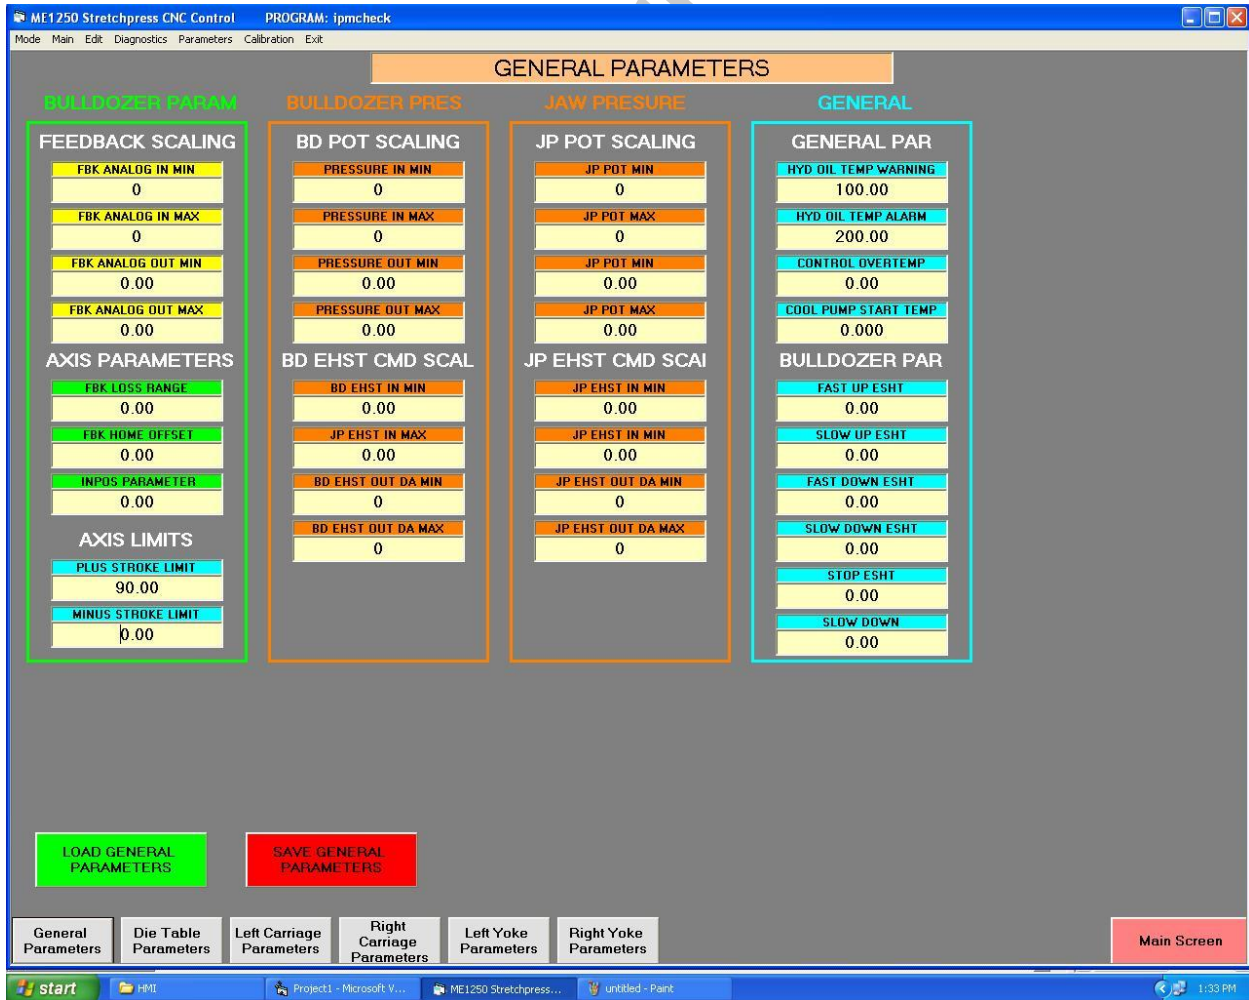 ME1250 Stretchpress CNC Control PROGRAM: ipmcheck
Mode Main Edit Diagnostics Parameters Calibration Exit
GENERAL PARAMETERS
BULLDOZER PARAM
FEEDBACK SCALING
FBK ANALOG IN MIN
0
FBK ANALOG IN MAX
0
FBK ANALOG OUT MIN
0.00
FBK ANALOG OUT MAX
0.00
AXIS PARAMETERS
FBK LOSS RANGE
0.00
FBK HOME OFFSET
0.00
INPOS PARAMETER
0.00
AXIS LIMITS
PLUS STROKE LIMIT
90.00
MINUS STROKE LIMIT
0.00
BULLDOZER PRES
BD POT SCALING
PRESSURE IN MIN
0
PRESSURE IN MAX
0
PRESSURE OUT MIN
0.00
PRESSURE OUT MAX
0.00
BD EHST CMD SCAL
BD EHST IN MIN
0.00
JP EHST IN MAX
0.00
BD EHST OUT DA MIN
0
BD EHST OUT DA MAX
0
JAW PRESURE
JP POT SCALING
JP POT MIN
0
JP POT MAX
0
JP POT MIN
0.00
JP POT MAX
0.00
JP EHST CMD SCAl
JP EHST IN MIN
0.00
JP EHST IN MIN
0.00
JP EHST OUT DA MIN
0
JP EHST OUT DA MAX
0
GENERAL
GENERAL PAR
HYD OIL TEMP WARNING
100.00
HYD OIL TEMP ALARM
200.00
CONTROL OVERTEMP
0.00
COOL PUMP START TEMP
0.000
BULLDOZER PAR
FAST UP ESHT
0.00
SLOW UP ESHT
0.00
FAST DOWN ESHT
0.00
SLOW DOWN ESHT
0.00
STOP ESHT
0.00
SLOW DOWN
0.00
LOAD GENERAL
PARAMETERS
SAVE GENERAL
PARAMETERS
General
Parameters
Die Table
Parameters
Left Carriage
Parameters
Right
Carriage
Parameters
Left Yoke
Parameters
Right Yoke
Parameters
Main Screen
start HMI Project1 - Microsoft V... ME1250 Stretchpress... untitled - Paint 1:33 PM